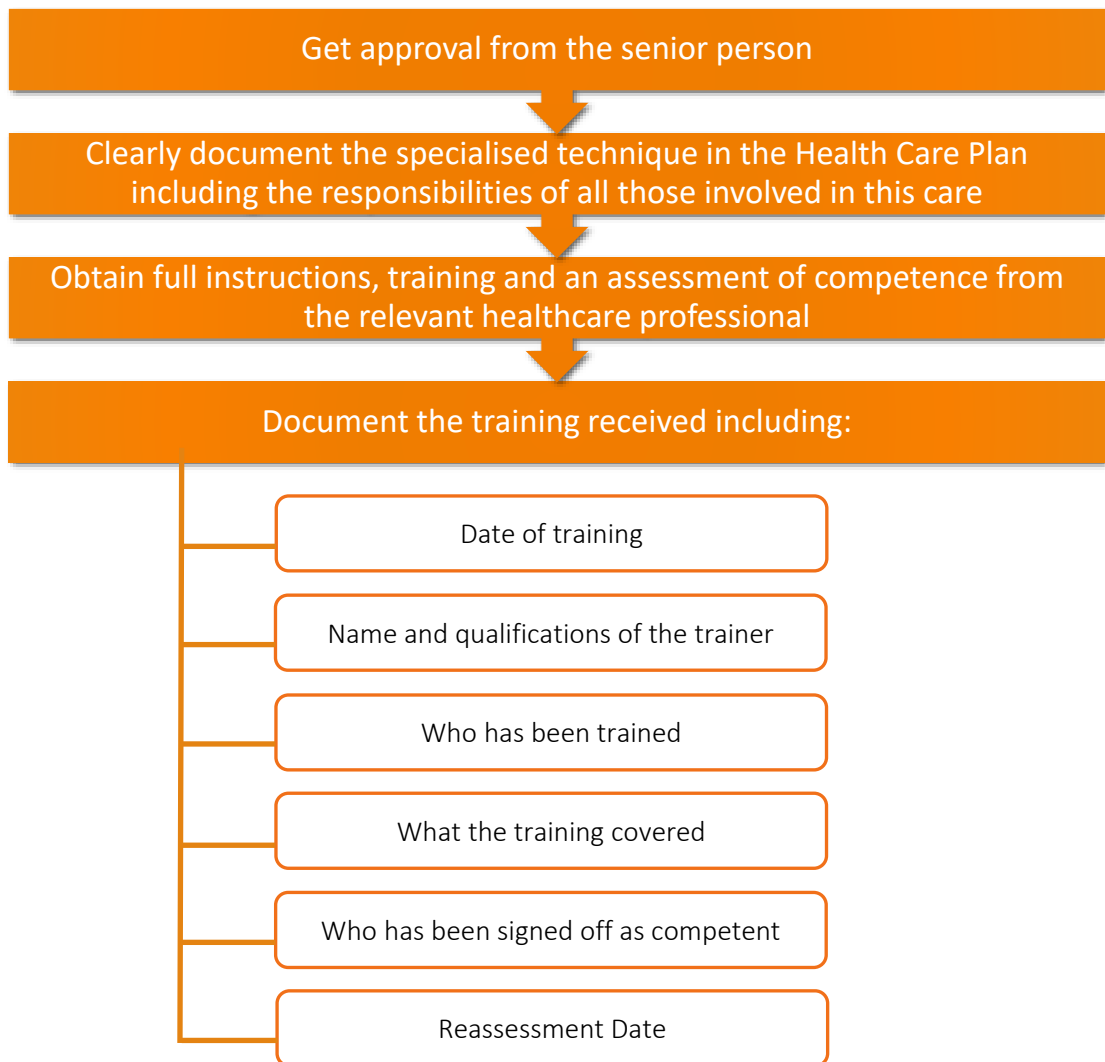 Get approval from the senior person
Clearly document the specialised technique in the Health Care Plan
including the responsibilities of all those involved in this care
Obtain full instructions, training and an assessment of competence from
the relevant healthcare professional
Document the training received including:
Date of training
Name and qualifications of the trainer
Who has been trained
What the training covered
Who has been signed off as competent
Reassessment Date